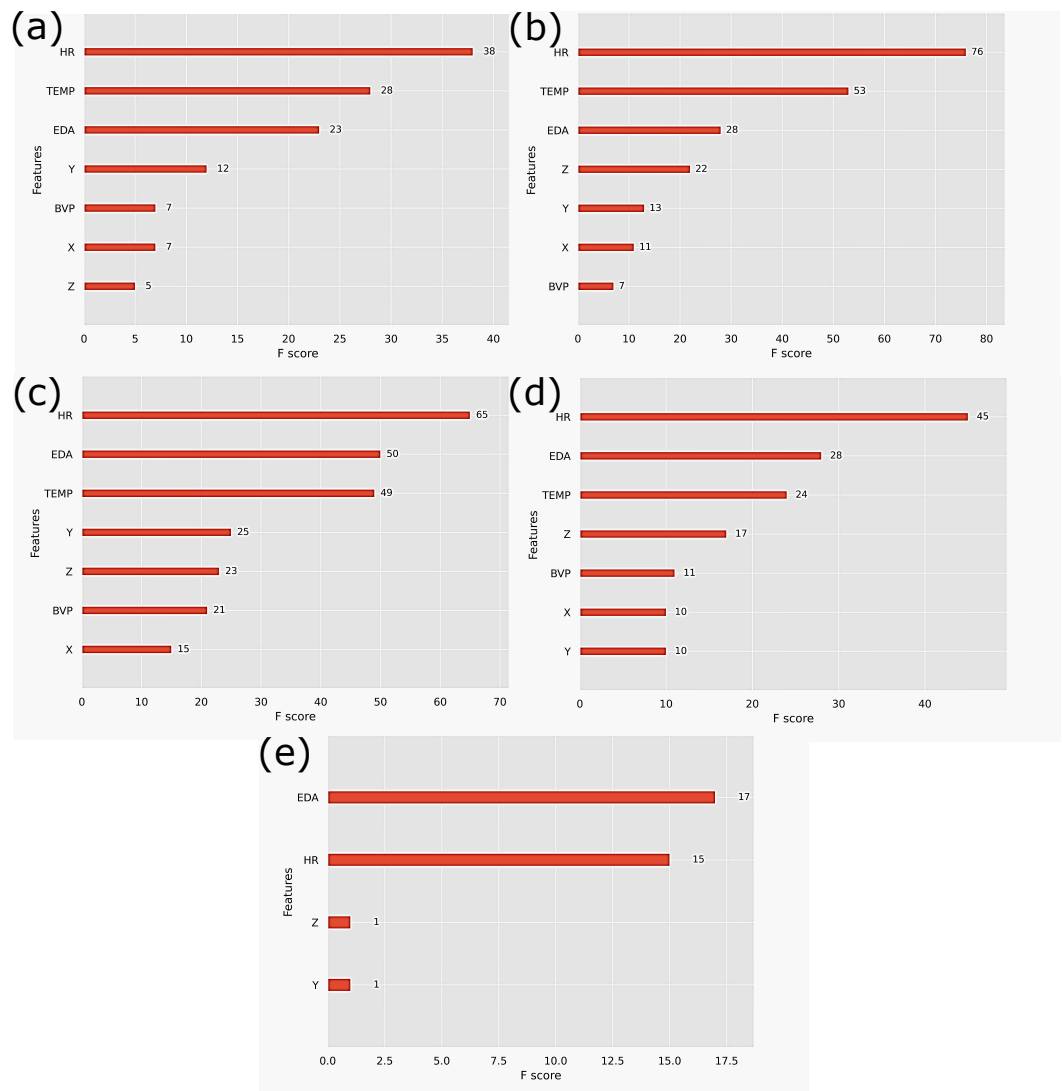 (a)
HR 38
TEMP 28
EDA 23
Y 12
BVP 7
X 7
Z 5
Features
0 5 10 15 20 25 30 35 40
F score
(b)
HR 76
TEMP 53
EDA 28
Z 22
Y 13
X 11
BVP 7
Features
0 10 20 30 40 50 60 70 80
F score
(c)
HR 65
EDA 50
TEMP 49
Y 25
Z 23
BVP 21
X 15
Features
0 10 20 30 40 50 60 70
F score
(d)
HR 45
EDA 28
TEMP 24
Z 17
BVP 11
X 10
Y 10
Features
0 10 20 30 40
F score
(e)
EDA 17
HR 15
Z 1
Y 1
Features
0.0 2.5 5.0 7.5 10.0 12.5 15.0 17.5
F score